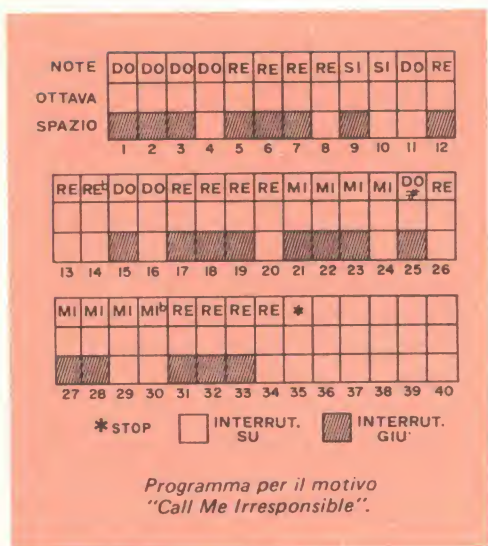 NOTE DO DO DO DO RE RE RE RE SI SI DO RE
OTTAVA
SPAZIO
1 2 3 4 5 6 7 8 9 10 11 12
RE REb DO DO RE RE RE RE MI MI MI MI DO# RE
13 14 15 16 17 18 19 20 21 22 23 24 25 26
MI MI MI MIb RE RE RE RE *
27 28 29 30 31 32 33 34 35 36 37 38 39 40
*STOP INTERRUT. SU INTERRUT. GIU'
Programma per il motivo
"Call Me Irresponsible".